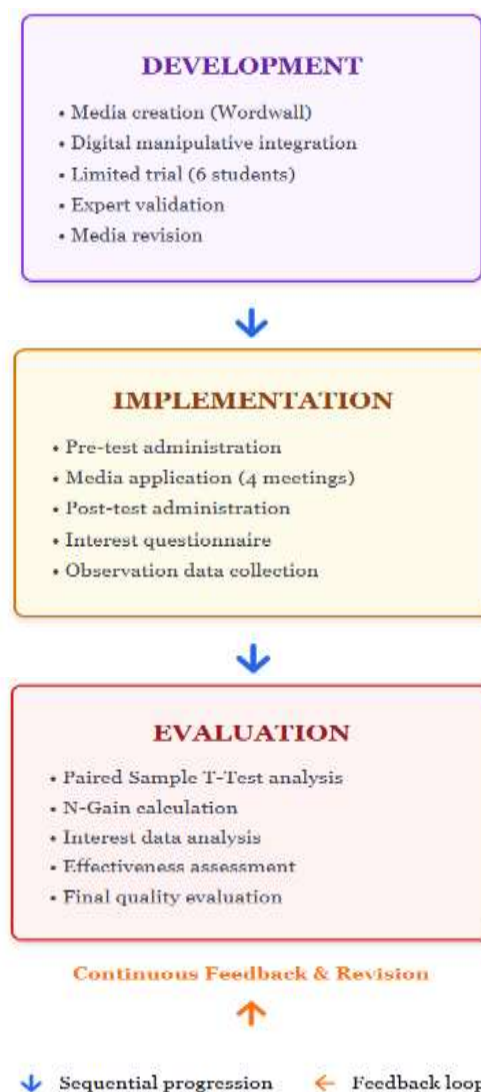 DEVELOPMENT
• Media creation (Wordwall)
• Digital manipulative integration
• Limited trial (6 students)
• Expert validation
• Media revision
IMPLEMENTATION
• Pre-test administration
• Media application (4 meetings)
• Post-test administration
• Interest questionnaire
• Observation data collection
EVALUATION
• Paired Sample T-Test analysis
• N-Gain calculation
• Interest data analysis
• Effectiveness assessment
• Final quality evaluation
Continuous Feedback & Revision
Sequential progression Feedback loop